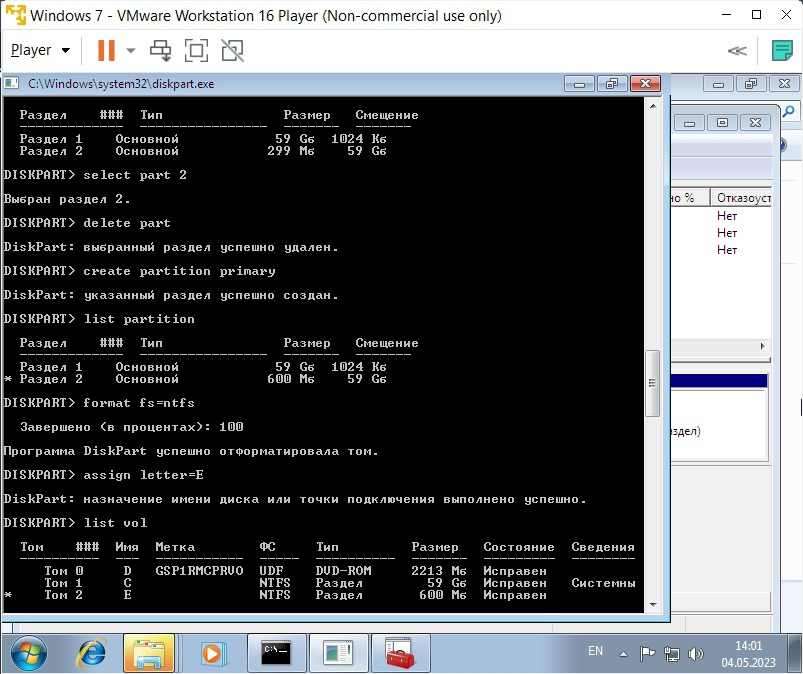 Windows 7 - VMware Workstation 16 Player (Non-commercial use only)
Player
C:\Windows\system32\diskpart.exe
Раздел ### Тип Размер Смещение
Раздел 1 Основной 59 Gб 1024 Kб
Раздел 2 Основной 299 Mб 59 Gб
DISKPART> select part 2
Выбран раздел 2.
DISKPART> delete part
DiskPart: выбранный раздел успешно удален.
DISKPART> create partition primary
DiskPart: указанный раздел успешно создан.
DISKPART> list partition
Раздел ### Тип Размер Смещение
Раздел 1 Основной 59 Gб 1024 Kб
* Раздел 2 Основной 600 Mб 59 Gб
DISKPART> format fs=ntfs
Завершено (в процентах): 100
Программа DiskPart успешно отформатировала том.
DISKPART> assign letter=E
DiskPart: назначение имени диска или точки подключения выполнено успешно.
DISKPART> list vol
Том ### Имя Метка ФС Тип Размер Состояние Сведения
Том 0 D GSP1RMCPRVO UDF DVD-ROM 2213 Mб Исправен
Том 1 C NTFS Раздел 59 Gб Исправен Системны
* Том 2 E NTFS Раздел 600 Mб Исправен
но % Отказоуст
Нет
Нет
Нет
здел)
EN
14:01
04.05.2023